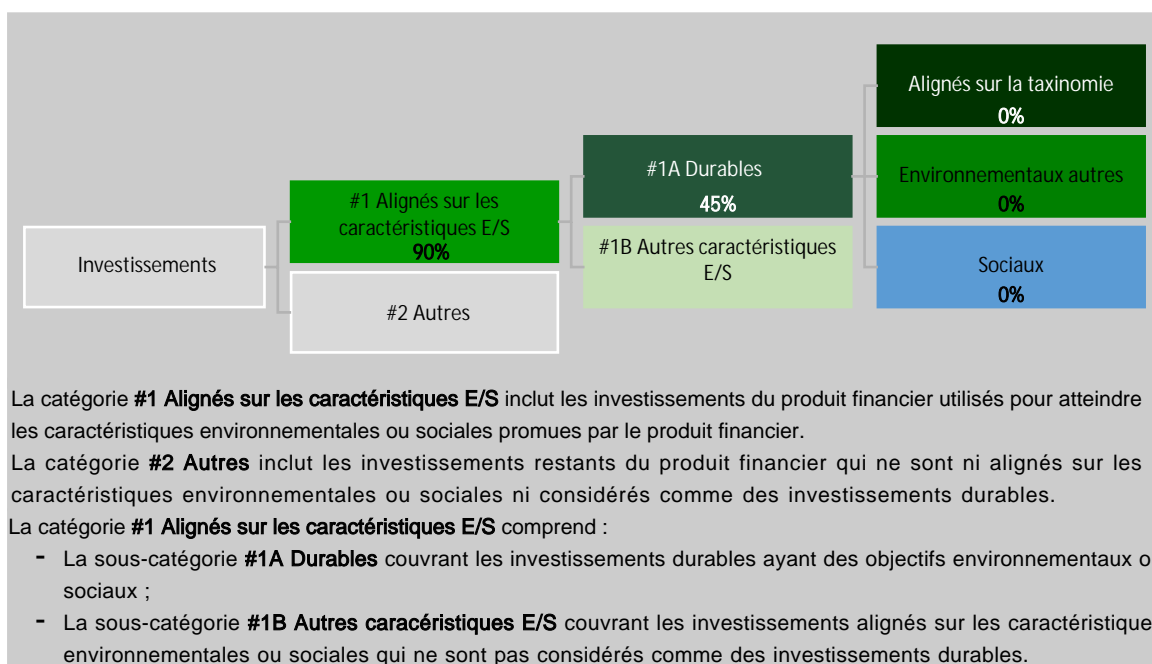 Alignés sur la taxinomie
0%
#1A Durables
45%
Environnementaux autres
0%
#1 Alignés sur les
caractéristiques E/S
90%
#1B Autres caractéristiques
E/S
Investissements
Sociaux
0%
#2 Autres
La catégorie #1 Alignés sur les caractéristiques E/S inclut les investissements du produit financier utilisés pour atteindre
les caractéristiques environnementales ou sociales promues par le produit financier.
La catégorie #2 Autres inclut les investissements restants du produit financier qui ne sont ni alignés sur les
caractéristiques environnementales ou sociales ni considérés comme des investissements durables.
La catégorie #1 Alignés sur les caractéristiques E/S comprend :
- La sous-catégorie #1A Durables couvrant les investissements durables ayant des objectifs environnementaux o
sociaux ;
- La sous-catégorie #1B Autres caracéristiques E/S couvrant les investissements alignés sur les caractéristique
environnementales ou sociales qui ne sont pas considérés comme des investissements durables.